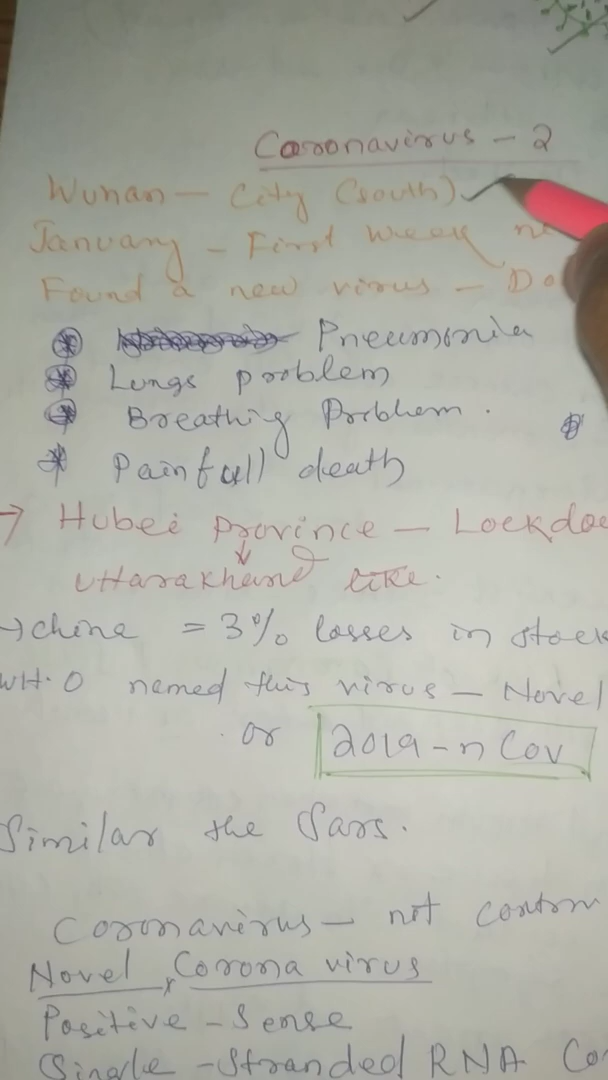 Coronavirus - 2
Wuhan - City (South)
January - First week
Found a new virus -
Pneumonia
Lungs problem
Breathing Problem.
Painfull death
→ Hubei province - Lockdo
Uttarakhand like.
→ China = 3% losses in stock
W.H.O named this virus - Novel
or 2019-nCov
Similar the Sars.
Coronavirus - not
Novel Corona virus
Positive - Sense
Single - Stranded RNA